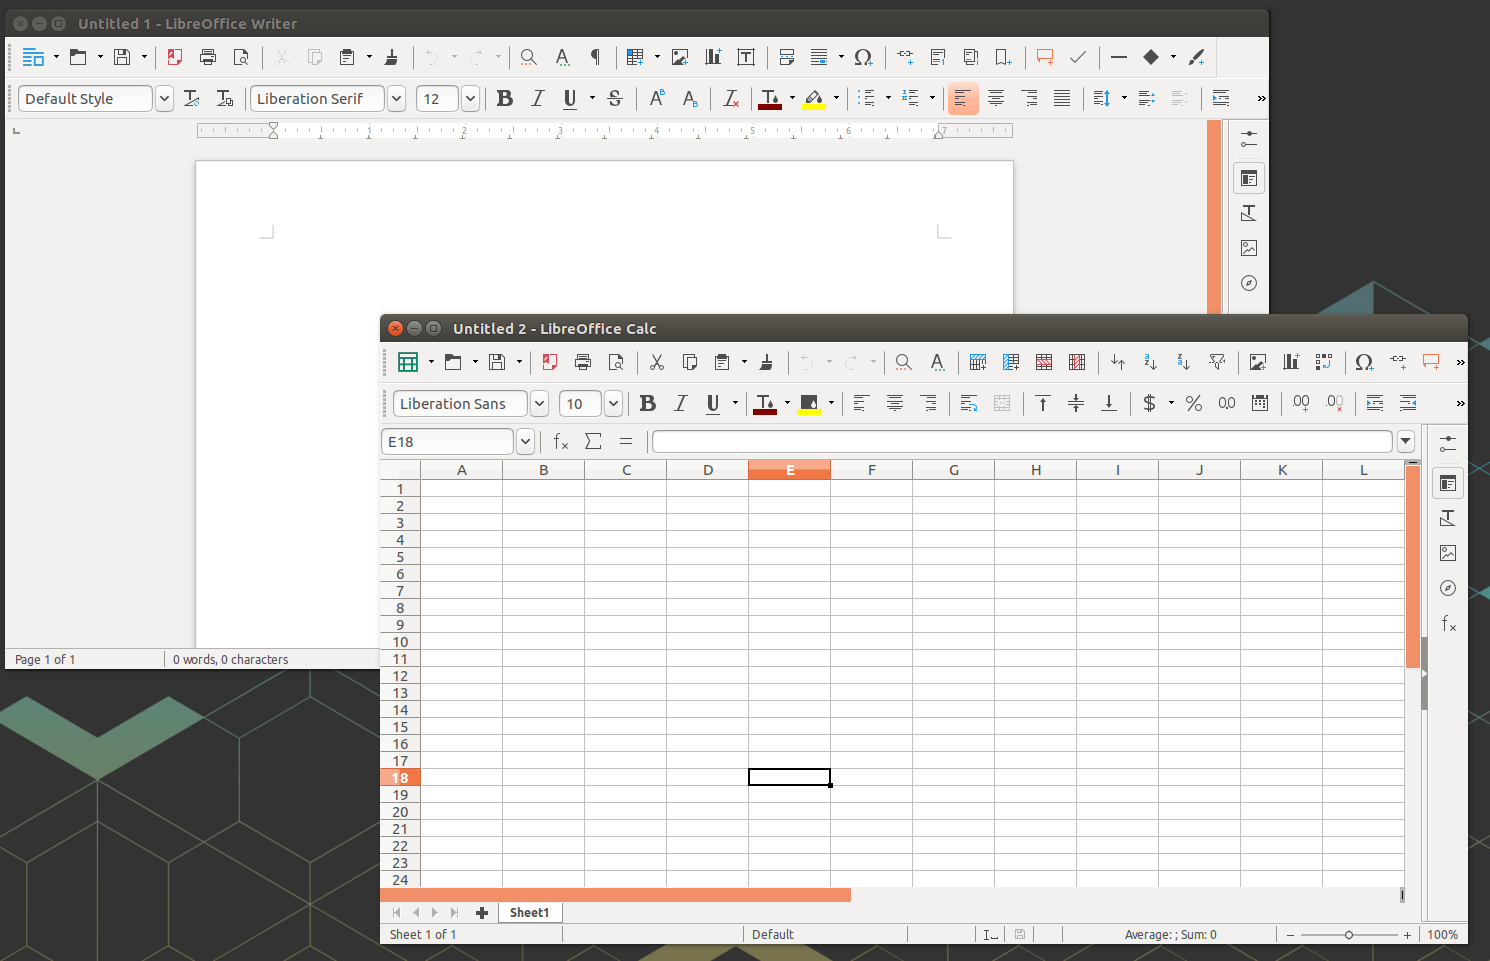 Untitled 1 - LibreOffice Writer
Default Style
Liberation Serif
12
1 2 3 4 5 6 7
Page 1 of 1
0 words, 0 characters
Untitled 2 - LibreOffice Calc
Liberation Sans
10
E18
A B C D E F G H I J K L
1
2
3
4
5
6
7
8
9
10
11
12
13
14
15
16
17
18
19
20
21
22
23
24
Sheet1
Sheet 1 of 1
Default
Average: ; Sum: 0
100%